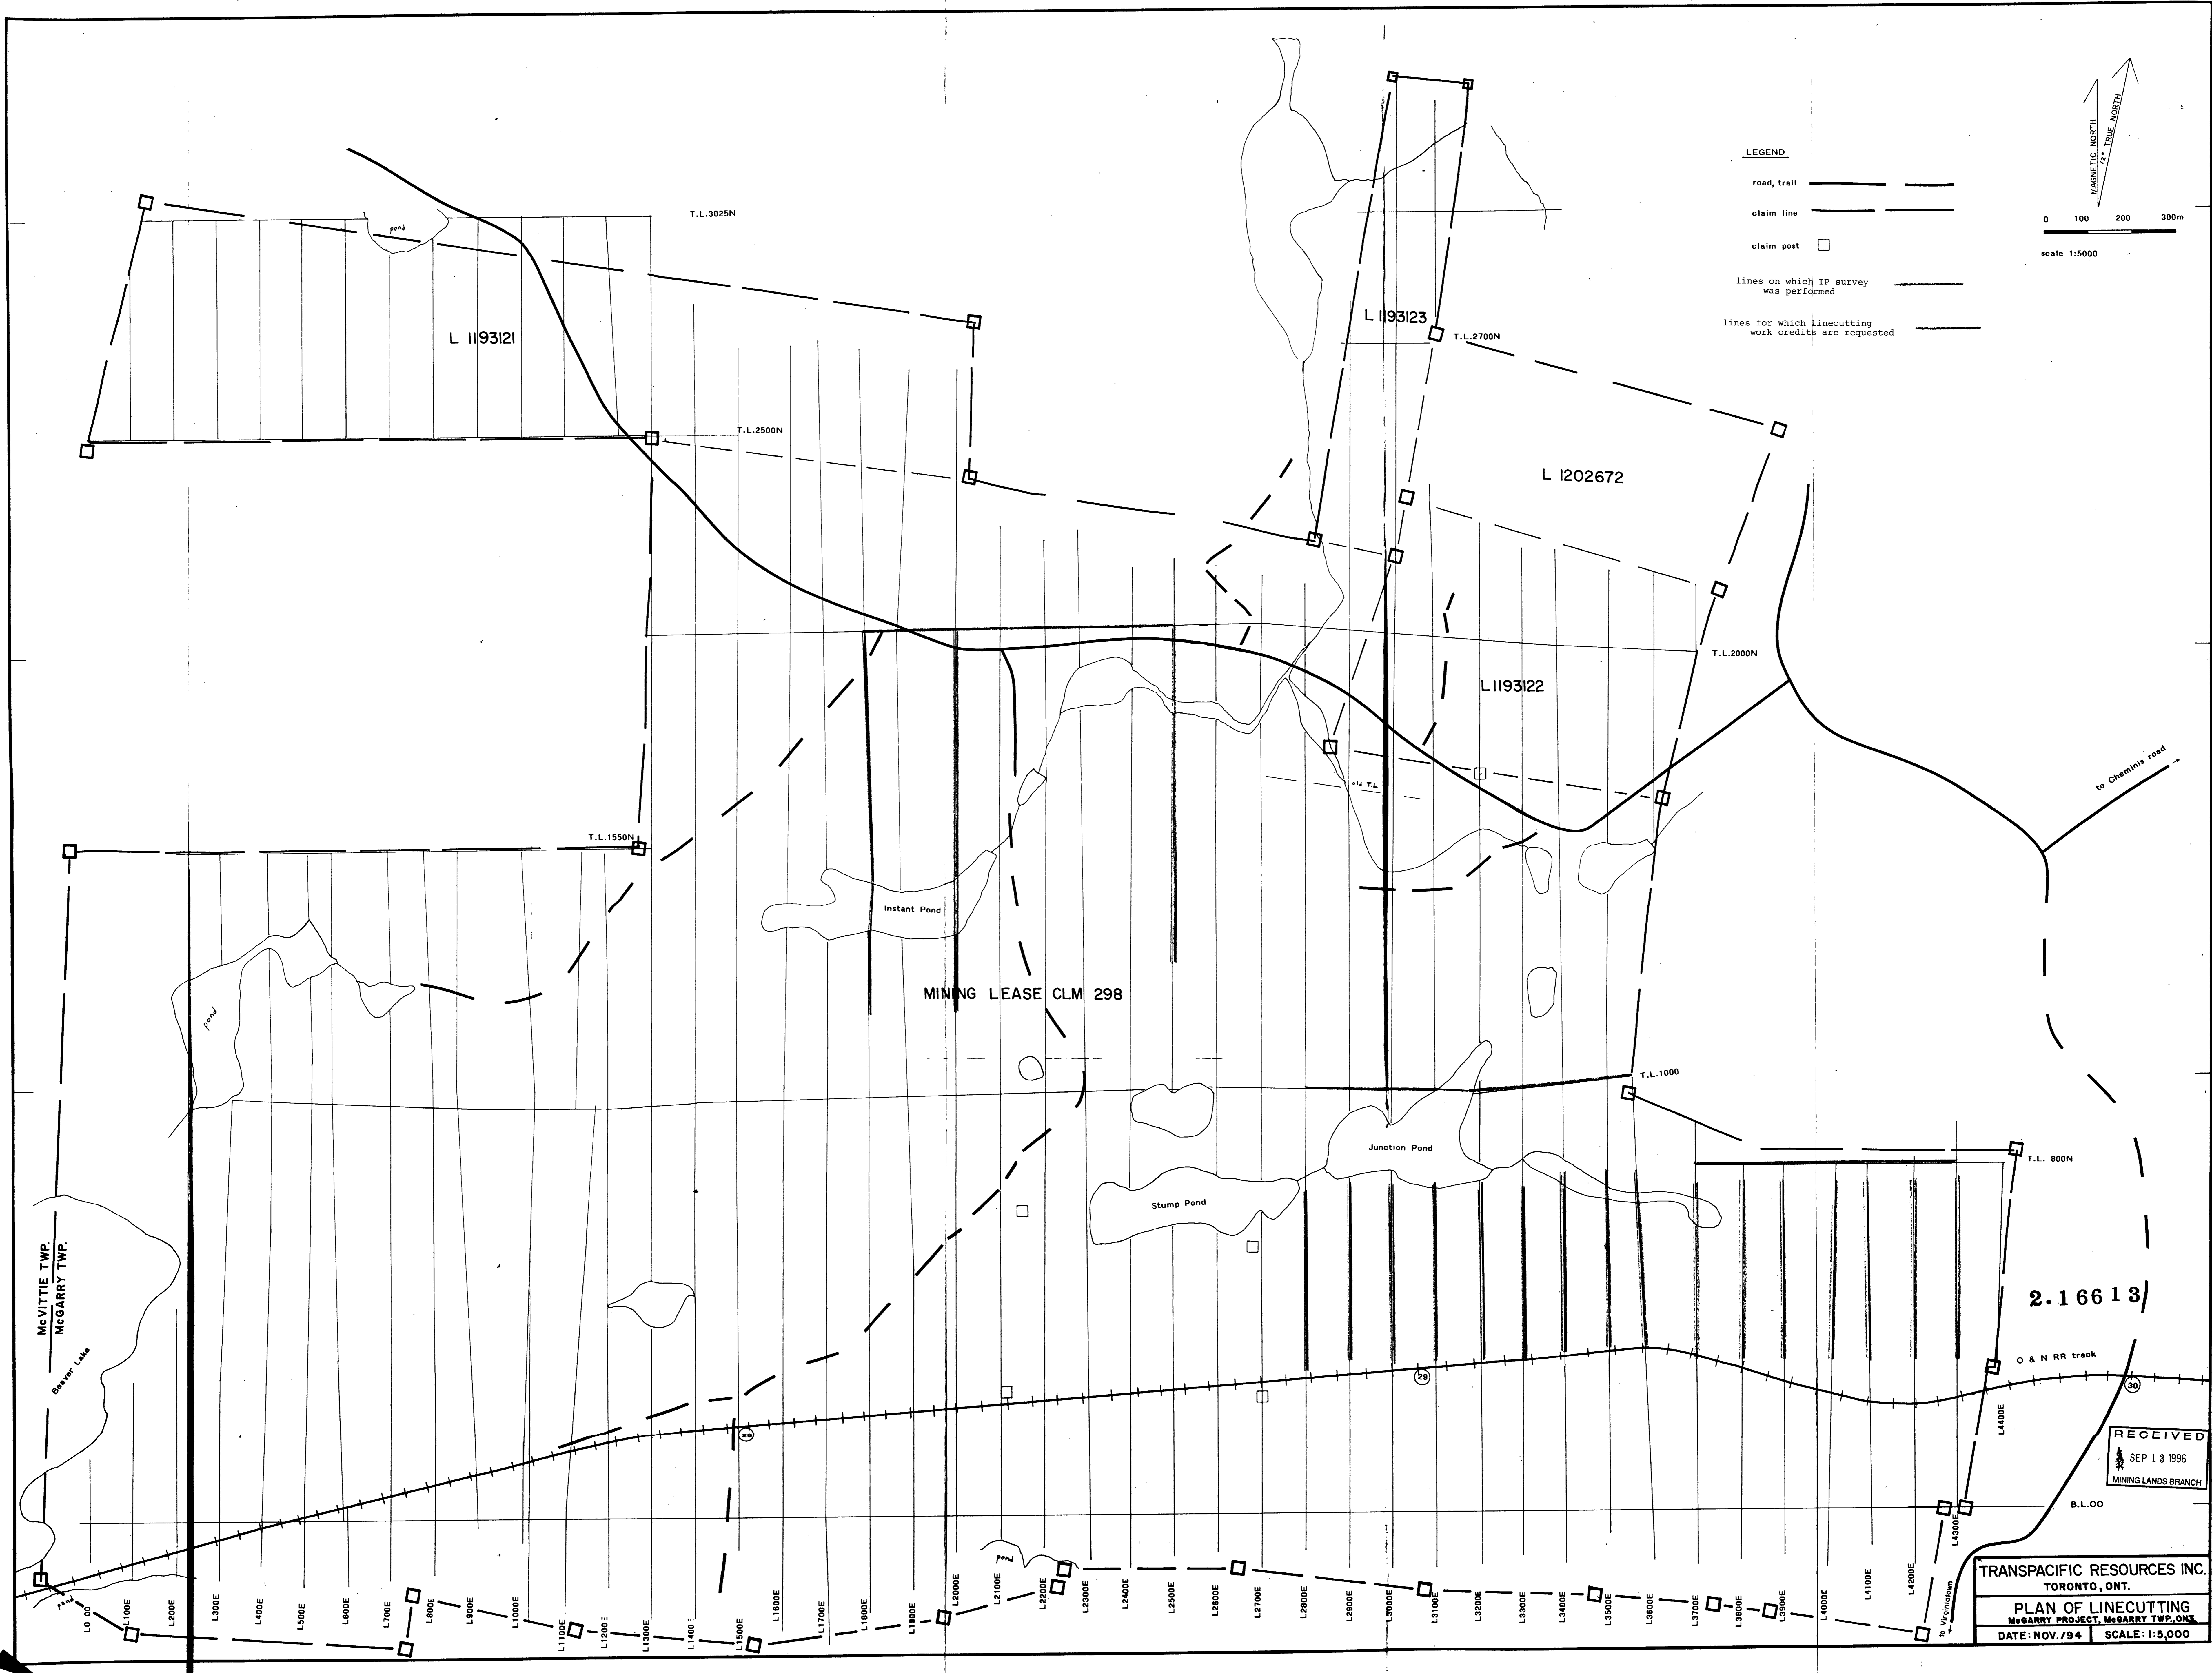 MAGNETIC NORTH
12° TRUE NORTH
LEGEND
road, trail
claim line
claim post
lines on which IP survey
was performed
lines for which linecutting
work credits are requested
0 100 200 300m
scale 1:5000
T.L.3025N
pond
L 1193121
L 1193123
T.L.2700N
T.L.2500N
L 1202672
T.L.2000N
L1193122
old T.L
to Cheminis road
T.L.1550N
Instant Pond
MINING LEASE CLM 298
pond
T.L.1000
Junction Pond
T.L. 800N
Stump Pond
McVITTIE TWP.
McGARRY TWP.
Beaver Lake
2.16613
O & N RR track
29
30
28
L4400E
RECEIVED
SEP 13 1996
MINING LANDS BRANCH
B.L.00
L4300E
pond
pond
L0 00
L100E
L200E
L300E
L400E
L500E
L600E
L700E
L800E
L900E
L1000E
L1100E
L1200E
L1300E
L1400
L1500E
L1600E
L1700E
L1800E
L1900E
L2000E
L2100E
L2200E
L2300E
L2400E
L2500E
L2600E
L2700E
L2800E
L2900E
L3000E
L3100E
L3200E
L3300E
L3400E
L3500E
L3600E
L3700E
L3800E
L3900E
L4000E
L4100E
L4200E
to Virginiatown
TRANSPACIFIC RESOURCES INC.
TORONTO, ONT.
PLAN OF LINECUTTING
McGARRY PROJECT, McGARRY TWP., ONT.
DATE: NOV./94 SCALE: 1:5,000